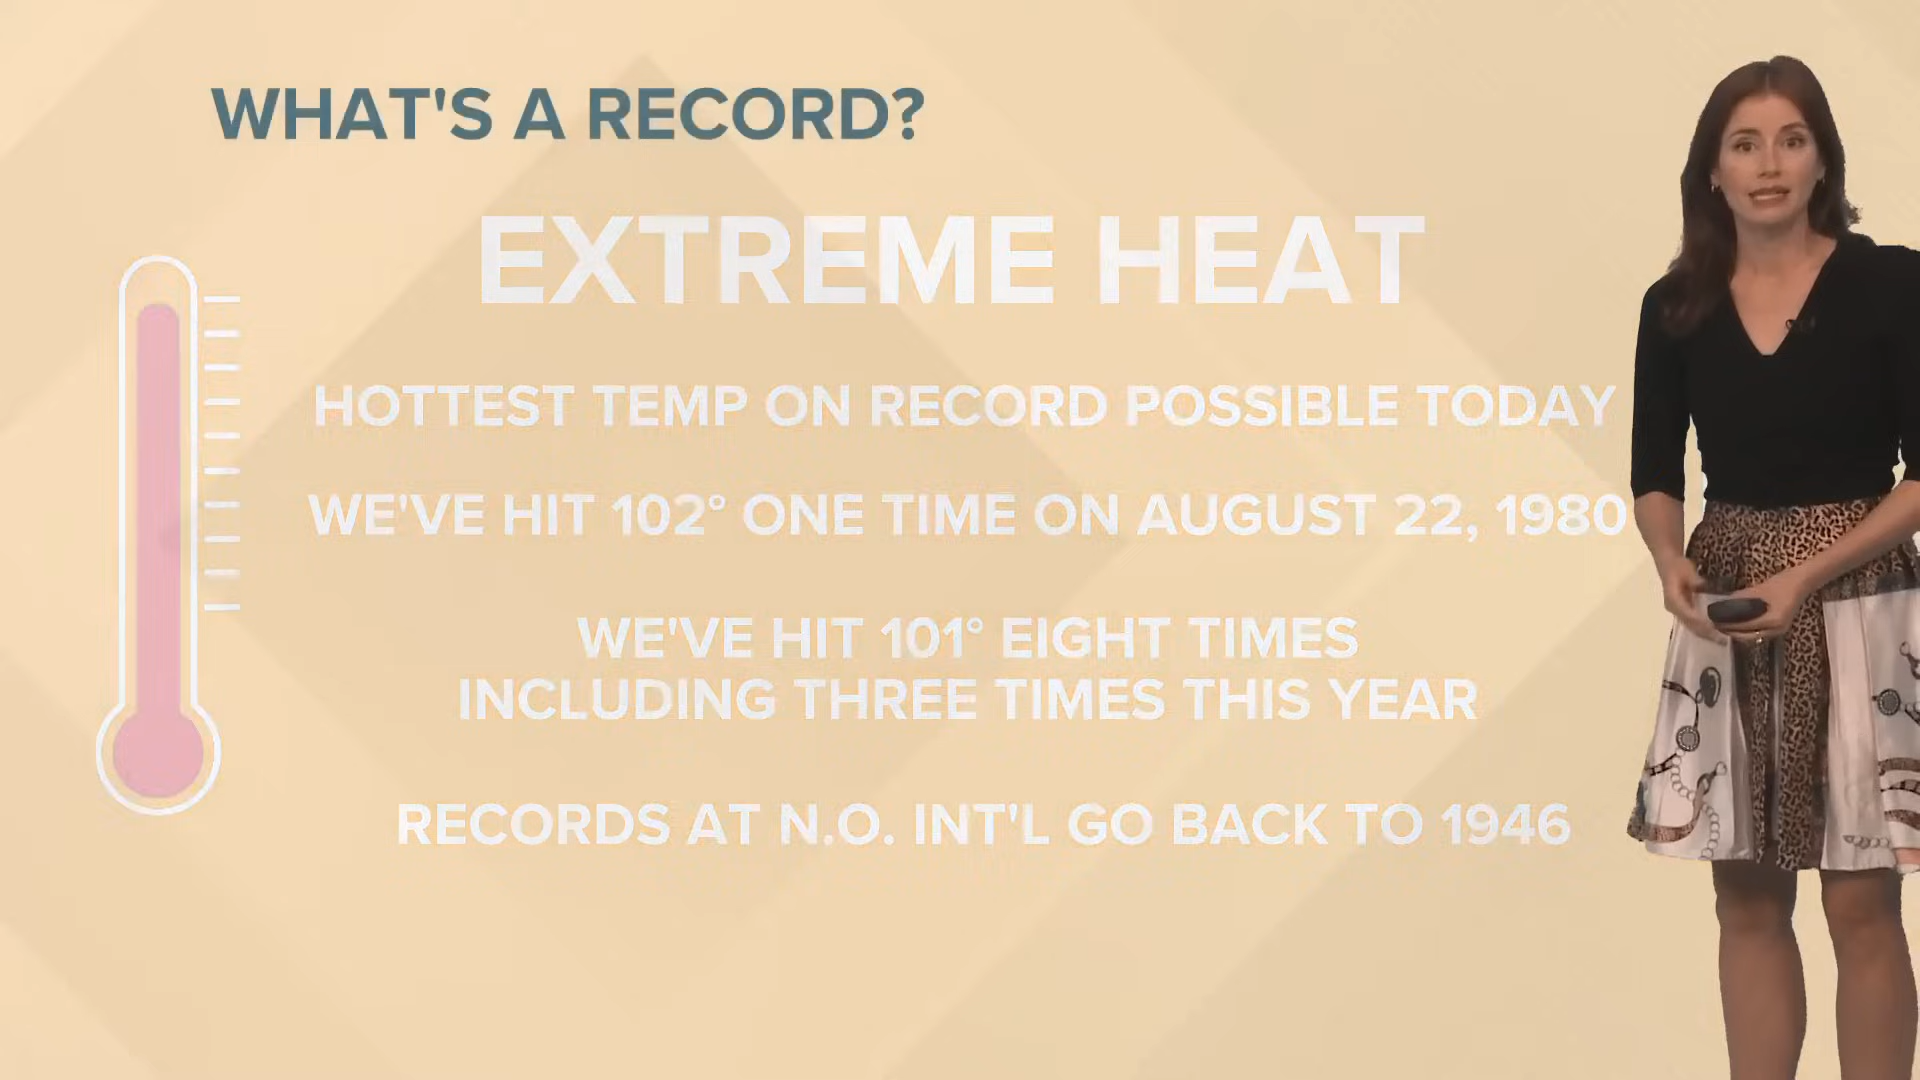 WHAT'S A RECORD?
EXTREME HEAT
HOTTEST TEMP ON RECORD POSSIBLE TODAY
WE'VE HIT 102° ONE TIME ON AUGUST 22, 1980
WE'VE HIT 101° EIGHT TIMES
INCLUDING THREE TIMES THIS YEAR
RECORDS AT N.O. INT'L GO BACK TO 1946